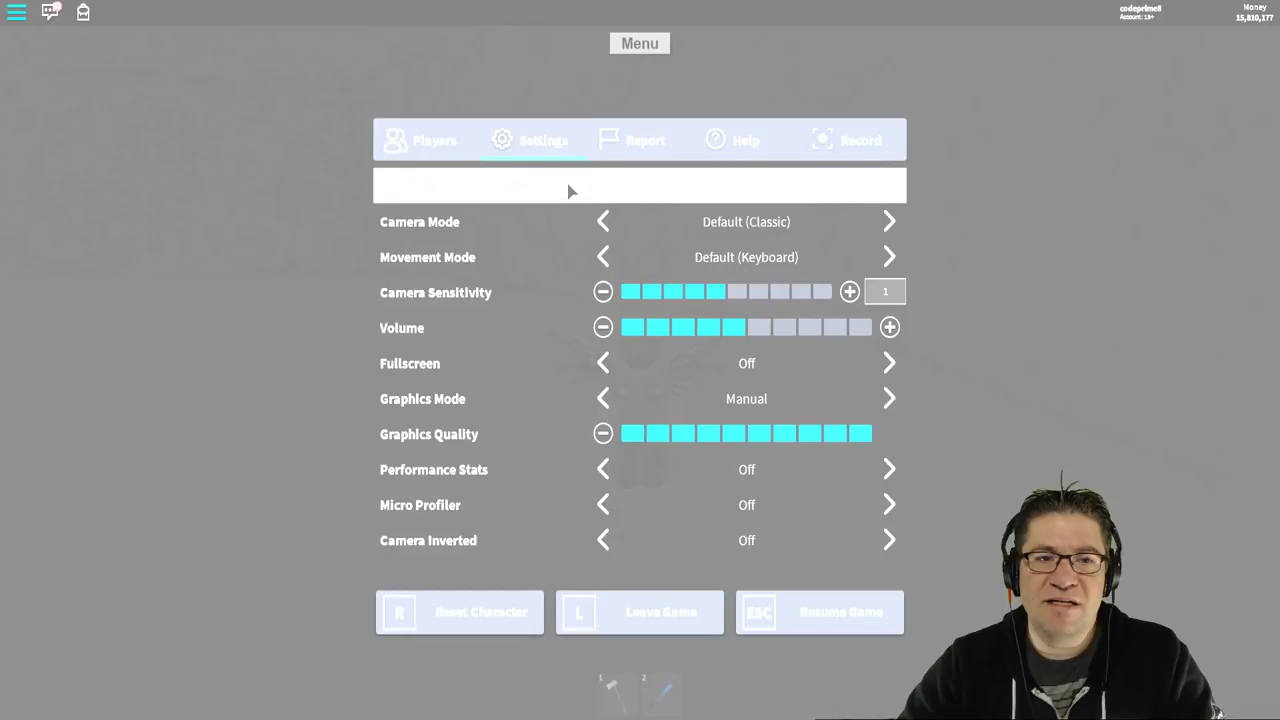 codeprime8
Account: 13+
Money
15,810,177
Menu
Players
Settings
Report
Help
Record
Camera Mode
Default (Classic)
Movement Mode
Default (Keyboard)
Camera Sensitivity
1
Volume
Fullscreen
Off
Graphics Mode
Manual
Graphics Quality
Performance Stats
Off
Micro Profiler
Off
Camera Inverted
Off
R
Reset Character
L
Leave Game
ESC
Resume Game
1
2